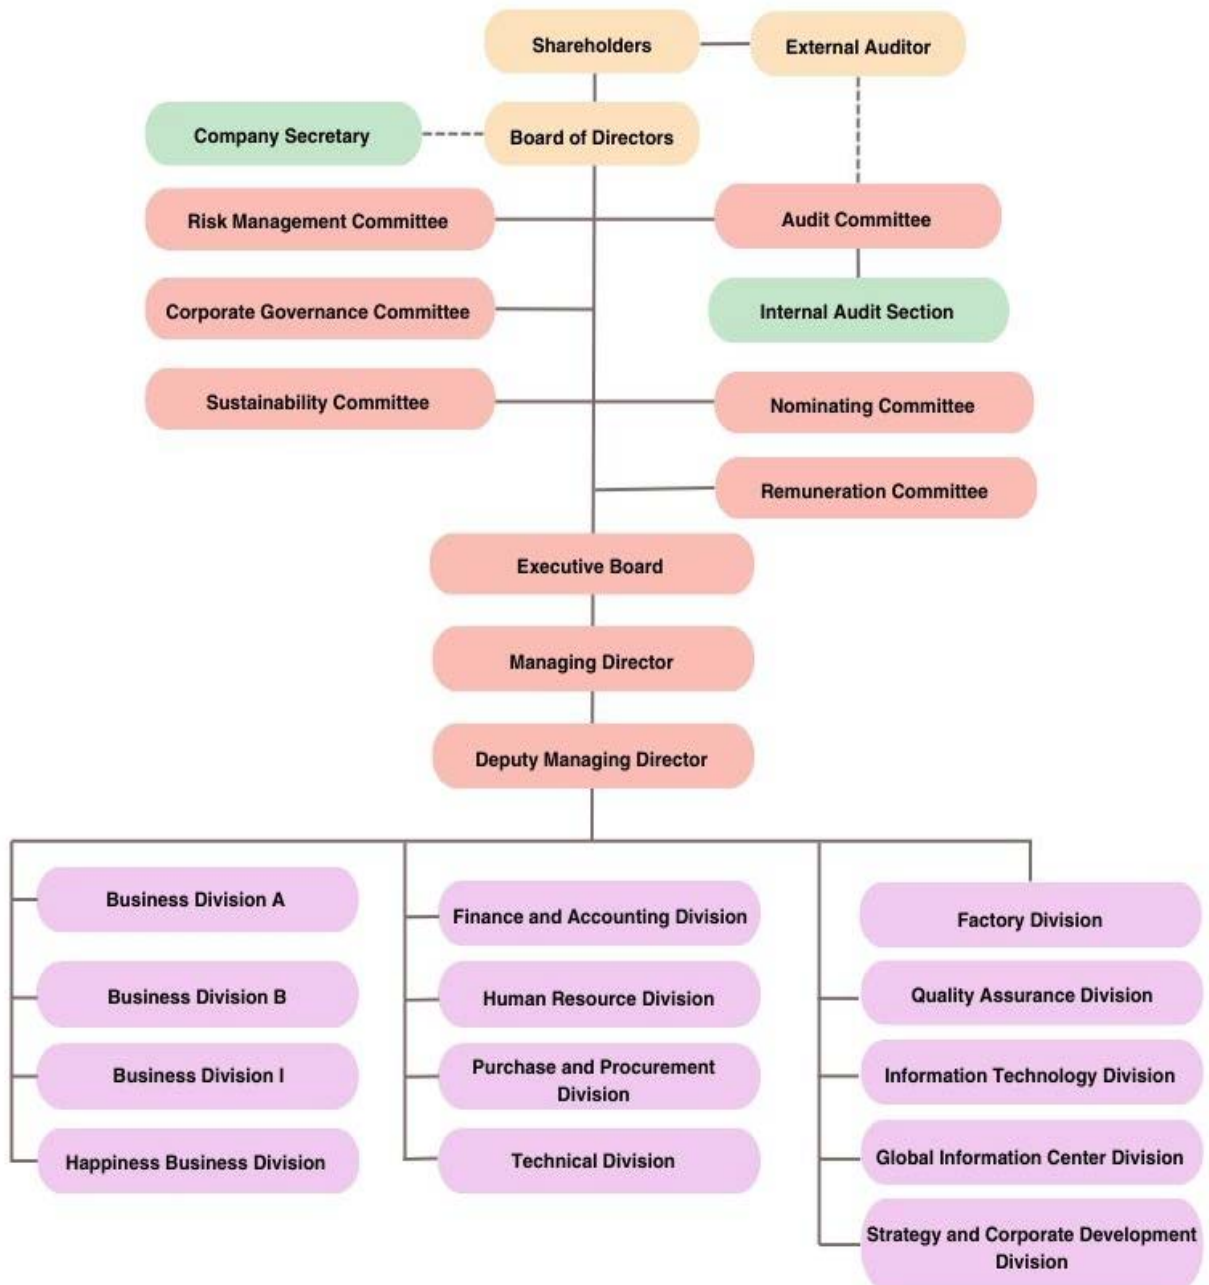 Shareholders
External Auditor
Company Secretary
Board of Directors
Risk Management Committee
Audit Committee
Corporate Governance Committee
Internal Audit Section
Sustainability Committee
Nominating Committee
Remuneration Committee
Executive Board
Managing Director
Deputy Managing Director
Business Division A
Business Division B
Business Division I
Happiness Business Division
Finance and Accounting Division
Human Resource Division
Purchase and Procurement
Division
Technical Division
Factory Division
Quality Assurance Division
Information Technology Division
Global Information Center Division
Strategy and Corporate Development
Division